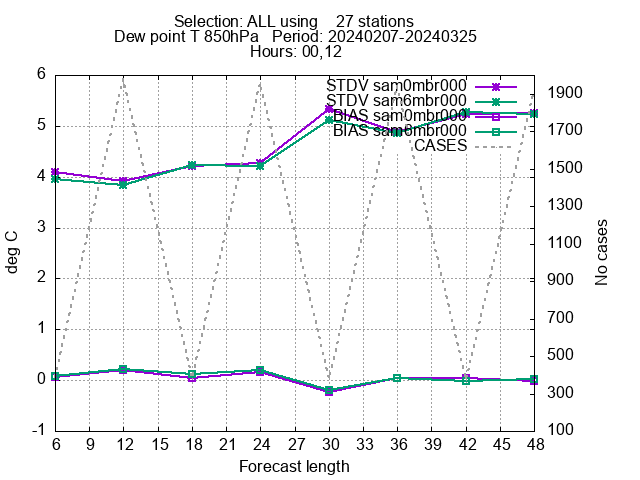 Selection: ALL using    27 stations
Dew point T 850hPa   Period: 20240207-20240325
Hours: 00,12
STDV sam0mbr000
STDV sam6mbr000
BIAS sam0mbr000
BIAS sam6mbr000
CASES
6
5
4
3
2
1
0
-1
deg C
1900
1700
1500
1300
1100
900
700
500
300
100
No cases
6 9 12 15 18 21 24 27 30 33 36 39 42 45 48
Forecast length